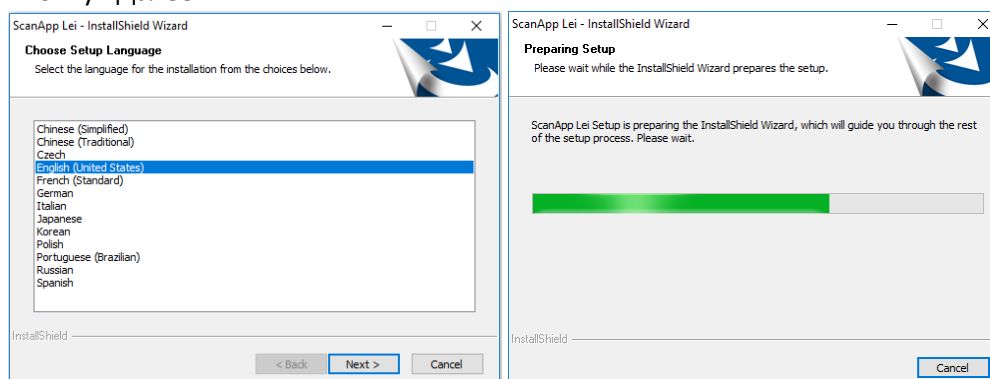 ScanApp Lei - InstallShield Wizard
Choose Setup Language
Select the language for the installation from the choices below.
Chinese (Simplified)
Chinese (Traditional)
Czech
English (United States)
French (Standard)
German
Italian
Japanese
Korean
Polish
Portuguese (Brazilian)
Russian
Spanish
InstallShield
< Back Next > Cancel
ScanApp Lei - InstallShield Wizard
Preparing Setup
Please wait while the InstallShield Wizard prepares the setup.
ScanApp Lei Setup is preparing the InstallShield Wizard, which will guide you through the rest
of the setup process. Please wait.
InstallShield
Cancel